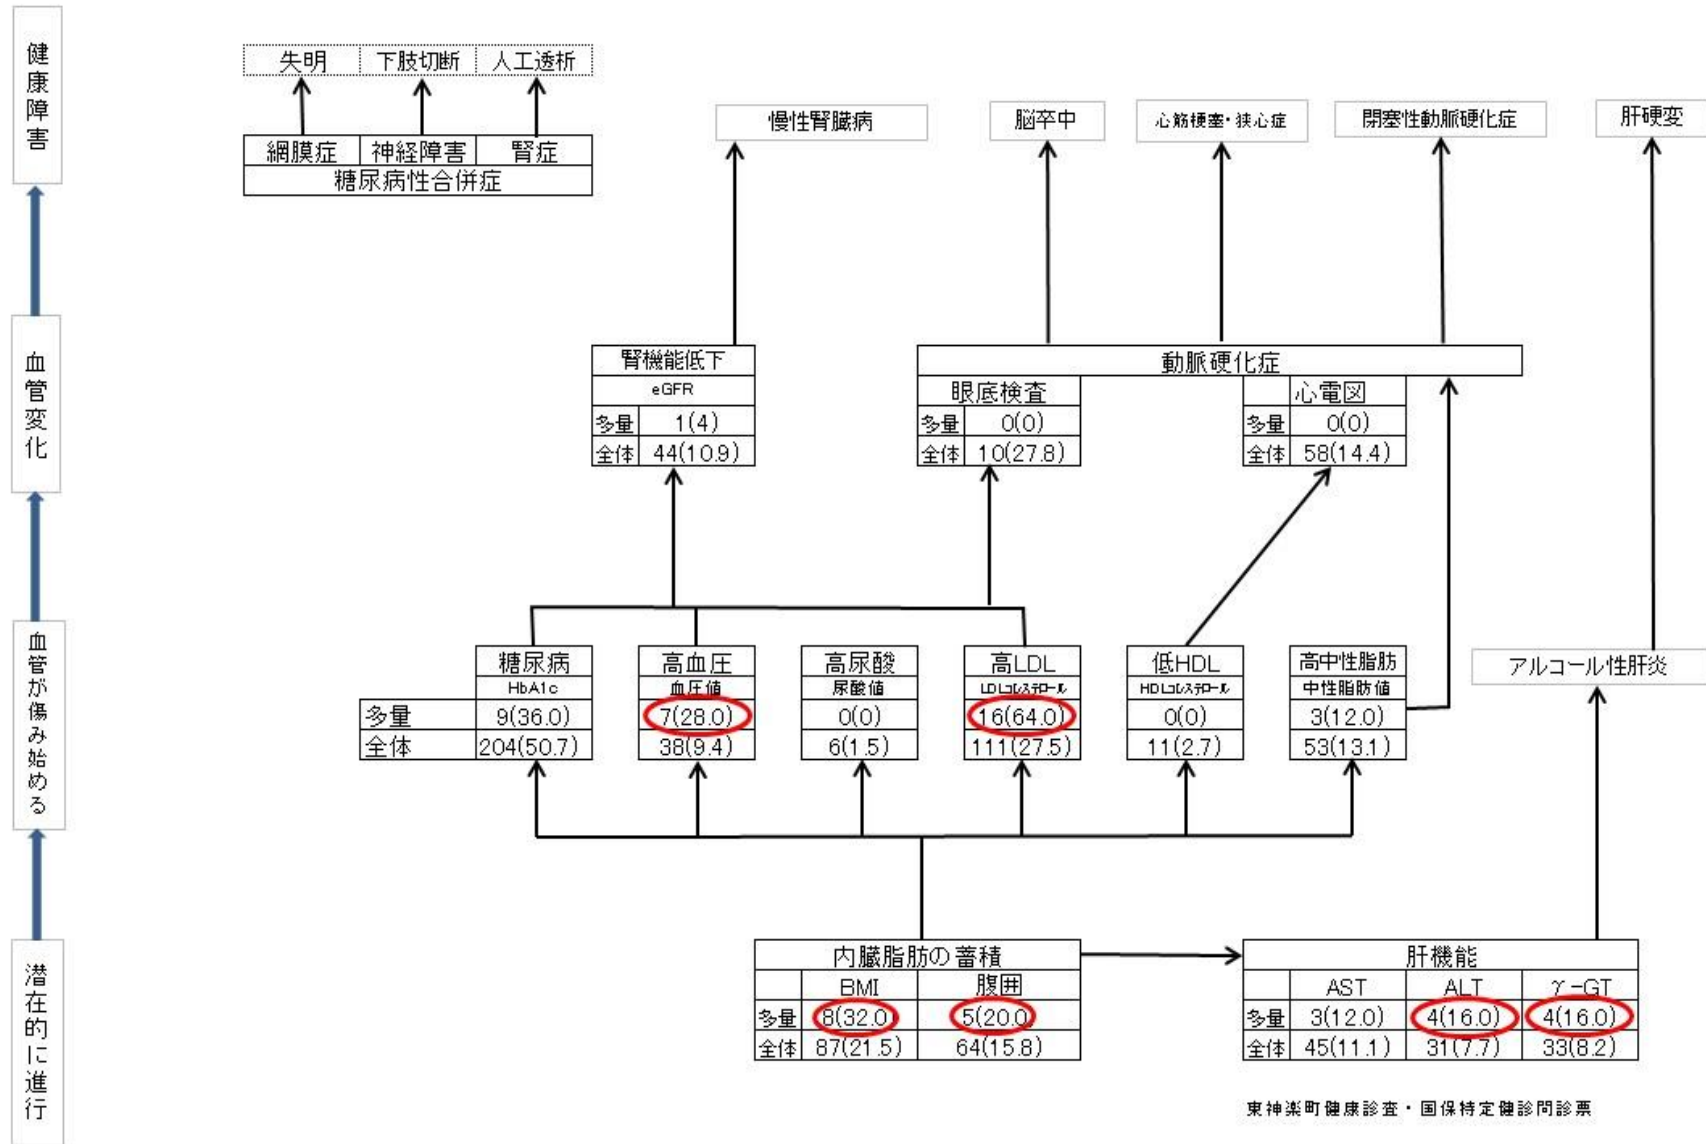 健康障害
失明 下肢切断 人工透析
網膜症 神経障害 腎症
糖尿病性合併症
慢性腎臓病
脳卒中
心筋梗塞・狭心症
閉塞性動脈硬化症
肝硬変
血管変化
腎機能低下
eGFR
多量 1(4)
全体 44(10.9)
動脈硬化症
眼底検査
多量 0(0)
全体 10(27.8)
心電図
多量 0(0)
全体 58(14.4)
血管が傷み始める
糖尿病 高血圧 高尿酸 高LDL 低HDL 高中性脂肪
HbA1c 血圧値 尿酸値 LDLコレステロール HDLコレステロール 中性脂肪値
多量 9(36.0) 7(28.0) 0(0) 16(64.0) 0(0) 3(12.0)
全体 204(50.7) 38(9.4) 6(1.5) 111(27.5) 11(2.7) 53(13.1)
アルコール性肝炎
潜在的に進行
内臓脂肪の蓄積
BMI 腹囲
多量 8(32.0) 5(20.0)
全体 87(21.5) 64(15.8)
肝機能
AST ALT γ-GT
多量 3(12.0) 4(16.0) 4(16.0)
全体 45(11.1) 31(7.7) 33(8.2)
東神楽町健康診査・国保特定健診問診票